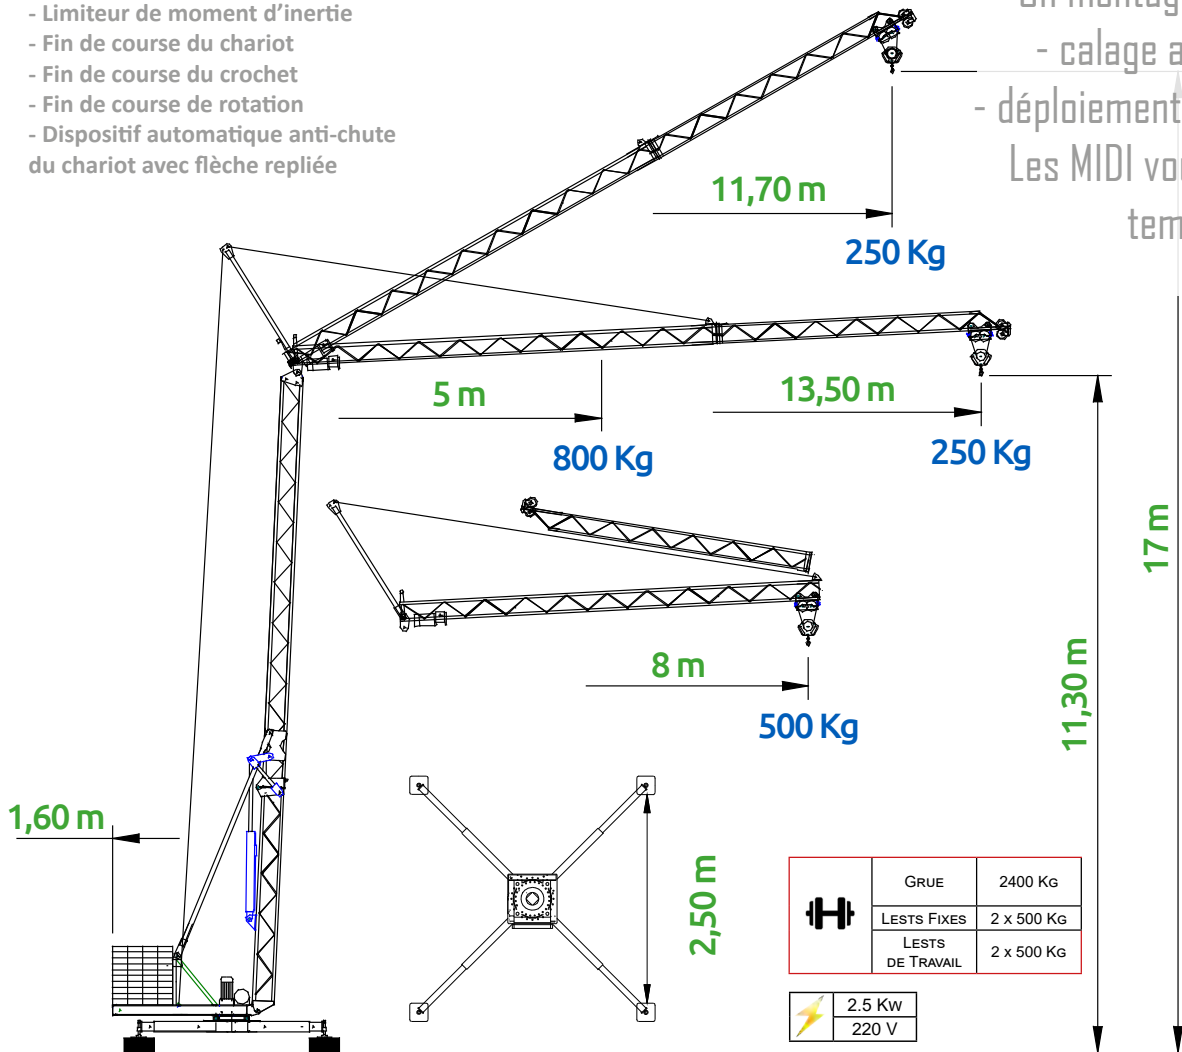 - Limiteur de moment d’inertie
- Fin de course du chariot
- Fin de course du crochet
- Fin de course de rotation
- Dispositif automatique anti-chute
du chariot avec flèche repliée
- calage a
- déploiement
Les MIDI vou
tem
11,70 m
250 Kg
5 m
13,50 m
800 Kg
250 Kg
17 m
8 m
11,30 m
500 Kg
1,60 m
2,50 m
GRUE 2400 KG
LESTS FIXES 2 x 500 KG
LESTS
DE TRAVAIL 2 x 500 KG
2.5 KW
220 V